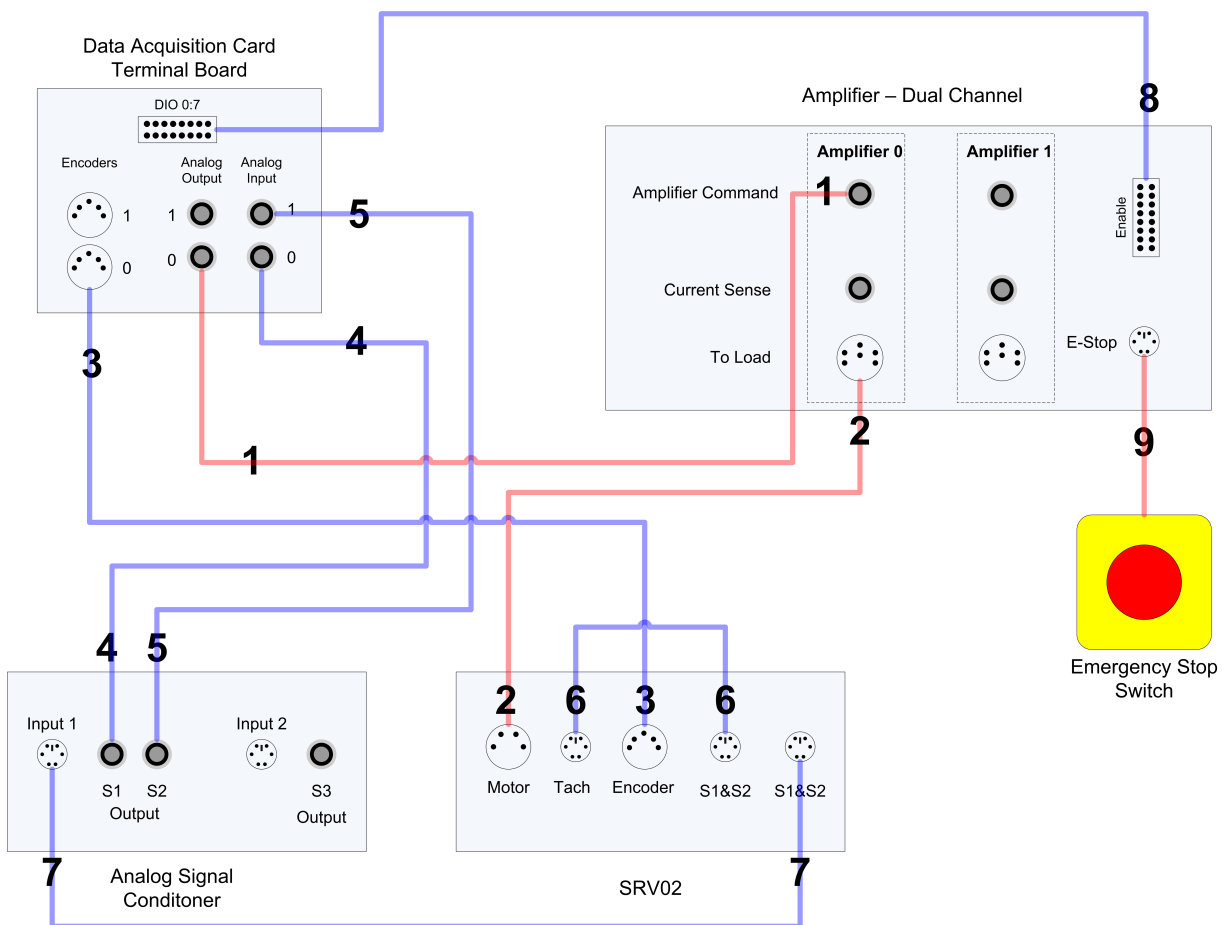 Data Acquisition Card
Terminal Board
DIO 0:7
Encoders
Analog
Output
Analog
Input
1
1
1
0
0
0
5
4
3
1
Amplifier – Dual Channel
8
Amplifier 0
Amplifier 1
Amplifier Command
1
Enable
Current Sense
To Load
E-Stop
2
9
Emergency Stop
Switch
4
5
Input 1
Input 2
S1
S2
Output
S3
Output
7
Analog Signal
Conditoner
2
6
3
6
Motor
Tach
Encoder
S1&S2
S1&S2
7
SRV02